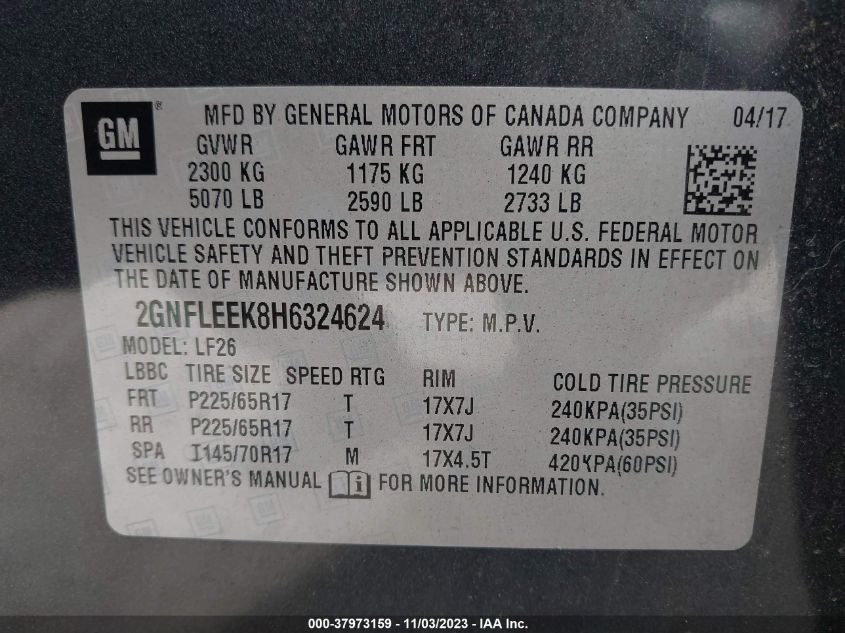 GM ® MFD BY GENERAL MOTORS OF CANADA COMPANY 04/17
GVWR GAWR FRT GAWR RR
2300 KG 1175 KG 1240 KG
5070 LB 2590 LB 2733 LB
THIS VEHICLE CONFORMS TO ALL APPLICABLE U.S. FEDERAL MOTOR
VEHICLE SAFETY AND THEFT PREVENTION STANDARDS IN EFFECT ON
THE DATE OF MANUFACTURE SHOWN ABOVE.
2GNFLEEK8H6324624 TYPE: M.P.V.
MODEL: LF26
LBBC TIRE SIZE SPEED RTG RIM COLD TIRE PRESSURE
FRT P225/65R17 T 17X7J 240KPA(35PSI)
RR P225/65R17 T 17X7J 240KPA(35PSI)
SPA T145/70R17 M 17X4.5T 420KPA(60PSI)
SEE OWNER'S MANUAL i FOR MORE INFORMATION.
000-37973159 - 11/03/2023 - IAA Inc.